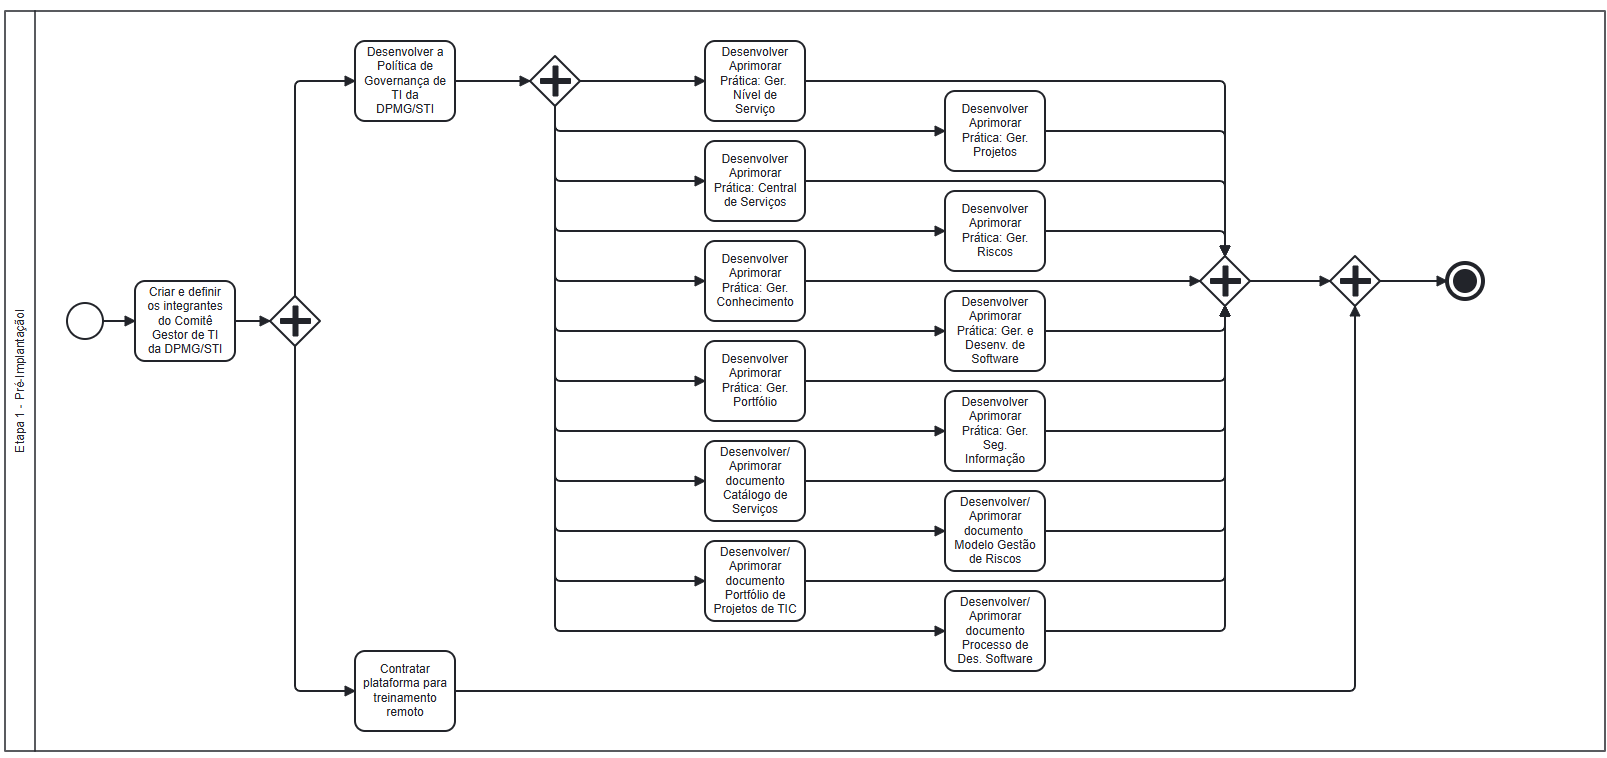 Etapa 1 - Pré-Implantaçãol
Criar e definir
os integrantes
do Comitê
Gestor de TI
da DPMG/STI
Desenvolver a
Política de
Governança de
TI da
DPMG/STI
Contratar
plataforma para
treinamento
remoto
Desenvolver
Aprimorar
Prática: Ger.
Nível de
Serviço
Desenvolver
Aprimorar
Prática: Ger.
Projetos
Desenvolver
Aprimorar
Prática: Central
de Serviços
Desenvolver
Aprimorar
Prática: Ger.
Riscos
Desenvolver
Aprimorar
Prática: Ger.
Conhecimento
Desenvolver
Aprimorar
Prática: Ger. e
Desenv. de
Software
Desenvolver
Aprimorar
Prática: Ger.
Portfólio
Desenvolver
Aprimorar
Prática: Ger.
Seg.
Informação
Desenvolver/
Aprimorar
documento
Catálogo de
Serviços
Desenvolver/
Aprimorar
documento
Modelo Gestão
de Riscos
Desenvolver/
Aprimorar
documento
Portfólio de
Projetos de TIC
Desenvolver/
Aprimorar
documento
Processo de
Des. Software